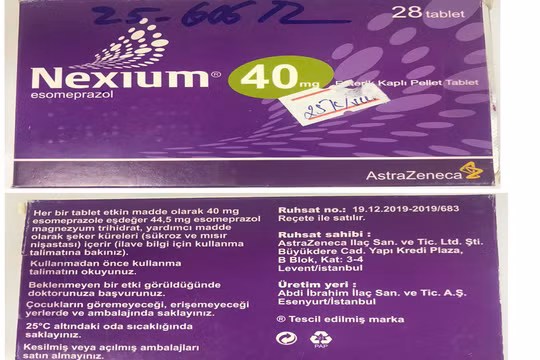 28 tablet
Nexıum® 40 mg
esomeprazol
Kaplı Pellet Tablet
AstraZeneca
Her bir tablet etkin madde olarak 40 mg
esomeprazole eşdeğer 44,5 mg esomeprazol
magnezyum trihidrat, yardımcı madde
olarak şeker küreleri (sükroz ve mısır
nişastası) içerir (ilave bilgi için kullanma
talimatına bakınız).
Kullanmadan önce kullanma
talimatını okuyunuz.
Beklenmeyen bir etki görüldüğünde
doktorunuza başvurunuz.
Çocukların göremeyeceği, erişemeyeceği
yerlerde ve ambalajında saklayınız.
25°C altındaki oda sıcaklığında
saklayınız.
Kesilmiş veya açılmış ambalajları
satın almayınız.
Ruhsat no.: 19.12.2019-2019/683
Reçete ile satılır.
Ruhsat sahibi :
AstraZeneca İlaç San. ve Tic. Ltd. Şti.
Büyükdere Cad. Yapı Kredi Plaza,
B Blok, Kat: 3-4
Levent/İstanbul
Üretim yeri :
Abdi İbrahim İlaç San. ve Tic. A.Ş.
Esenyurt/İstanbul
® Tescil edilmiş marka
PAP